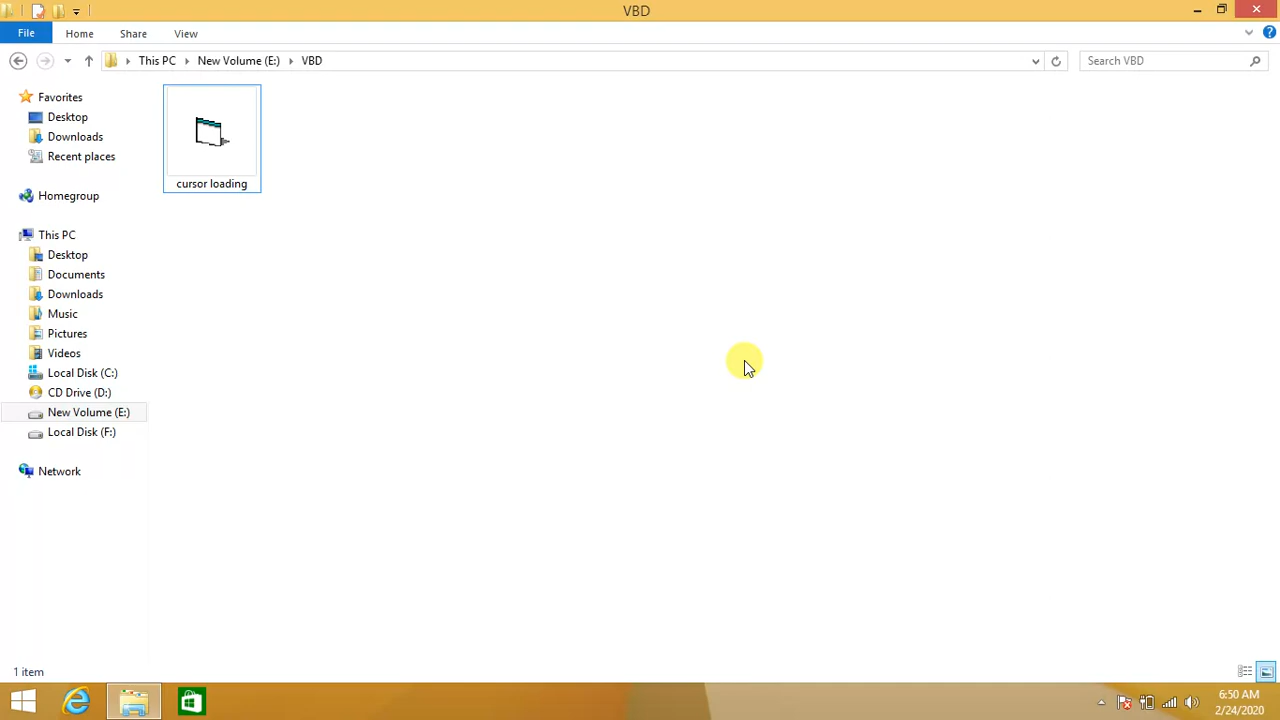 VBD
File Home Share View
This PC New Volume (E:) VBD
Search VBD
Favorites
Desktop
Downloads
Recent places
Homegroup
This PC
Desktop
Documents
Downloads
Music
Pictures
Videos
Local Disk (C:)
CD Drive (D:)
New Volume (E:)
Local Disk (F:)
Network
cursor loading
1 item
6:50 AM
2/24/2020